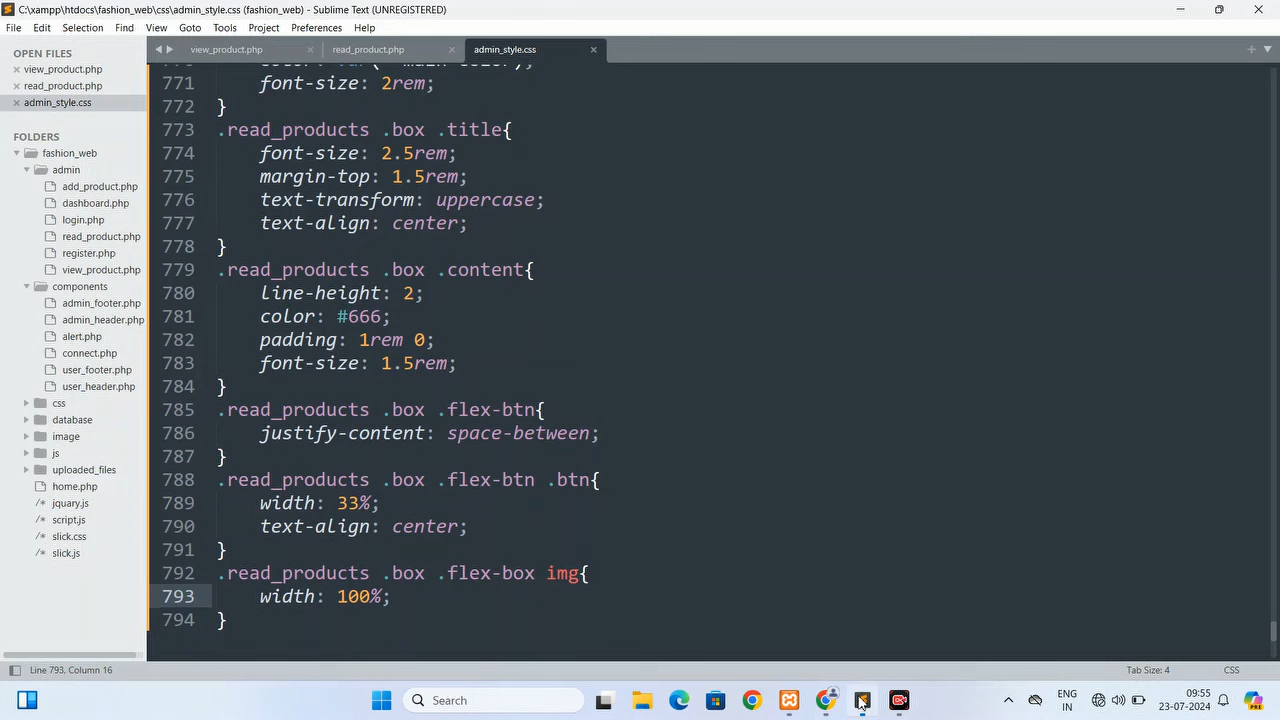 C:\xampp\htdocs\fashion_web\css\admin_style.css (fashion_web) - Sublime Text (UNREGISTERED)
File Edit Selection Find View Goto Tools Project Preferences Help
OPEN FILES
view_product.php
read_product.php
admin_style.css
FOLDERS
fashion_web
admin
add_product.php
dashboard.php
login.php
read_product.php
register.php
view_product.php
components
admin_footer.php
admin_header.php
alert.php
connect.php
user_footer.php
user_header.php
css
database
image
js
uploaded_files
home.php
jquary.js
script.js
slick.css
slick.js
view_product.php read_product.php admin_style.css
771 font-size: 2rem;
772 }
773 .read_products .box .title{
774 font-size: 2.5rem;
775 margin-top: 1.5rem;
776 text-transform: uppercase;
777 text-align: center;
778 }
779 .read_products .box .content{
780 line-height: 2;
781 color: #666;
782 padding: 1rem 0;
783 font-size: 1.5rem;
784 }
785 .read_products .box .flex-btn{
786 justify-content: space-between;
787 }
788 .read_products .box .flex-btn .btn{
789 width: 33%;
790 text-align: center;
791 }
792 .read_products .box .flex-box img{
793 width: 100%;
794 }
Line 793, Column 16 Tab Size: 4 CSS
Search
ENG
IN
09:55
23-07-2024
PRE